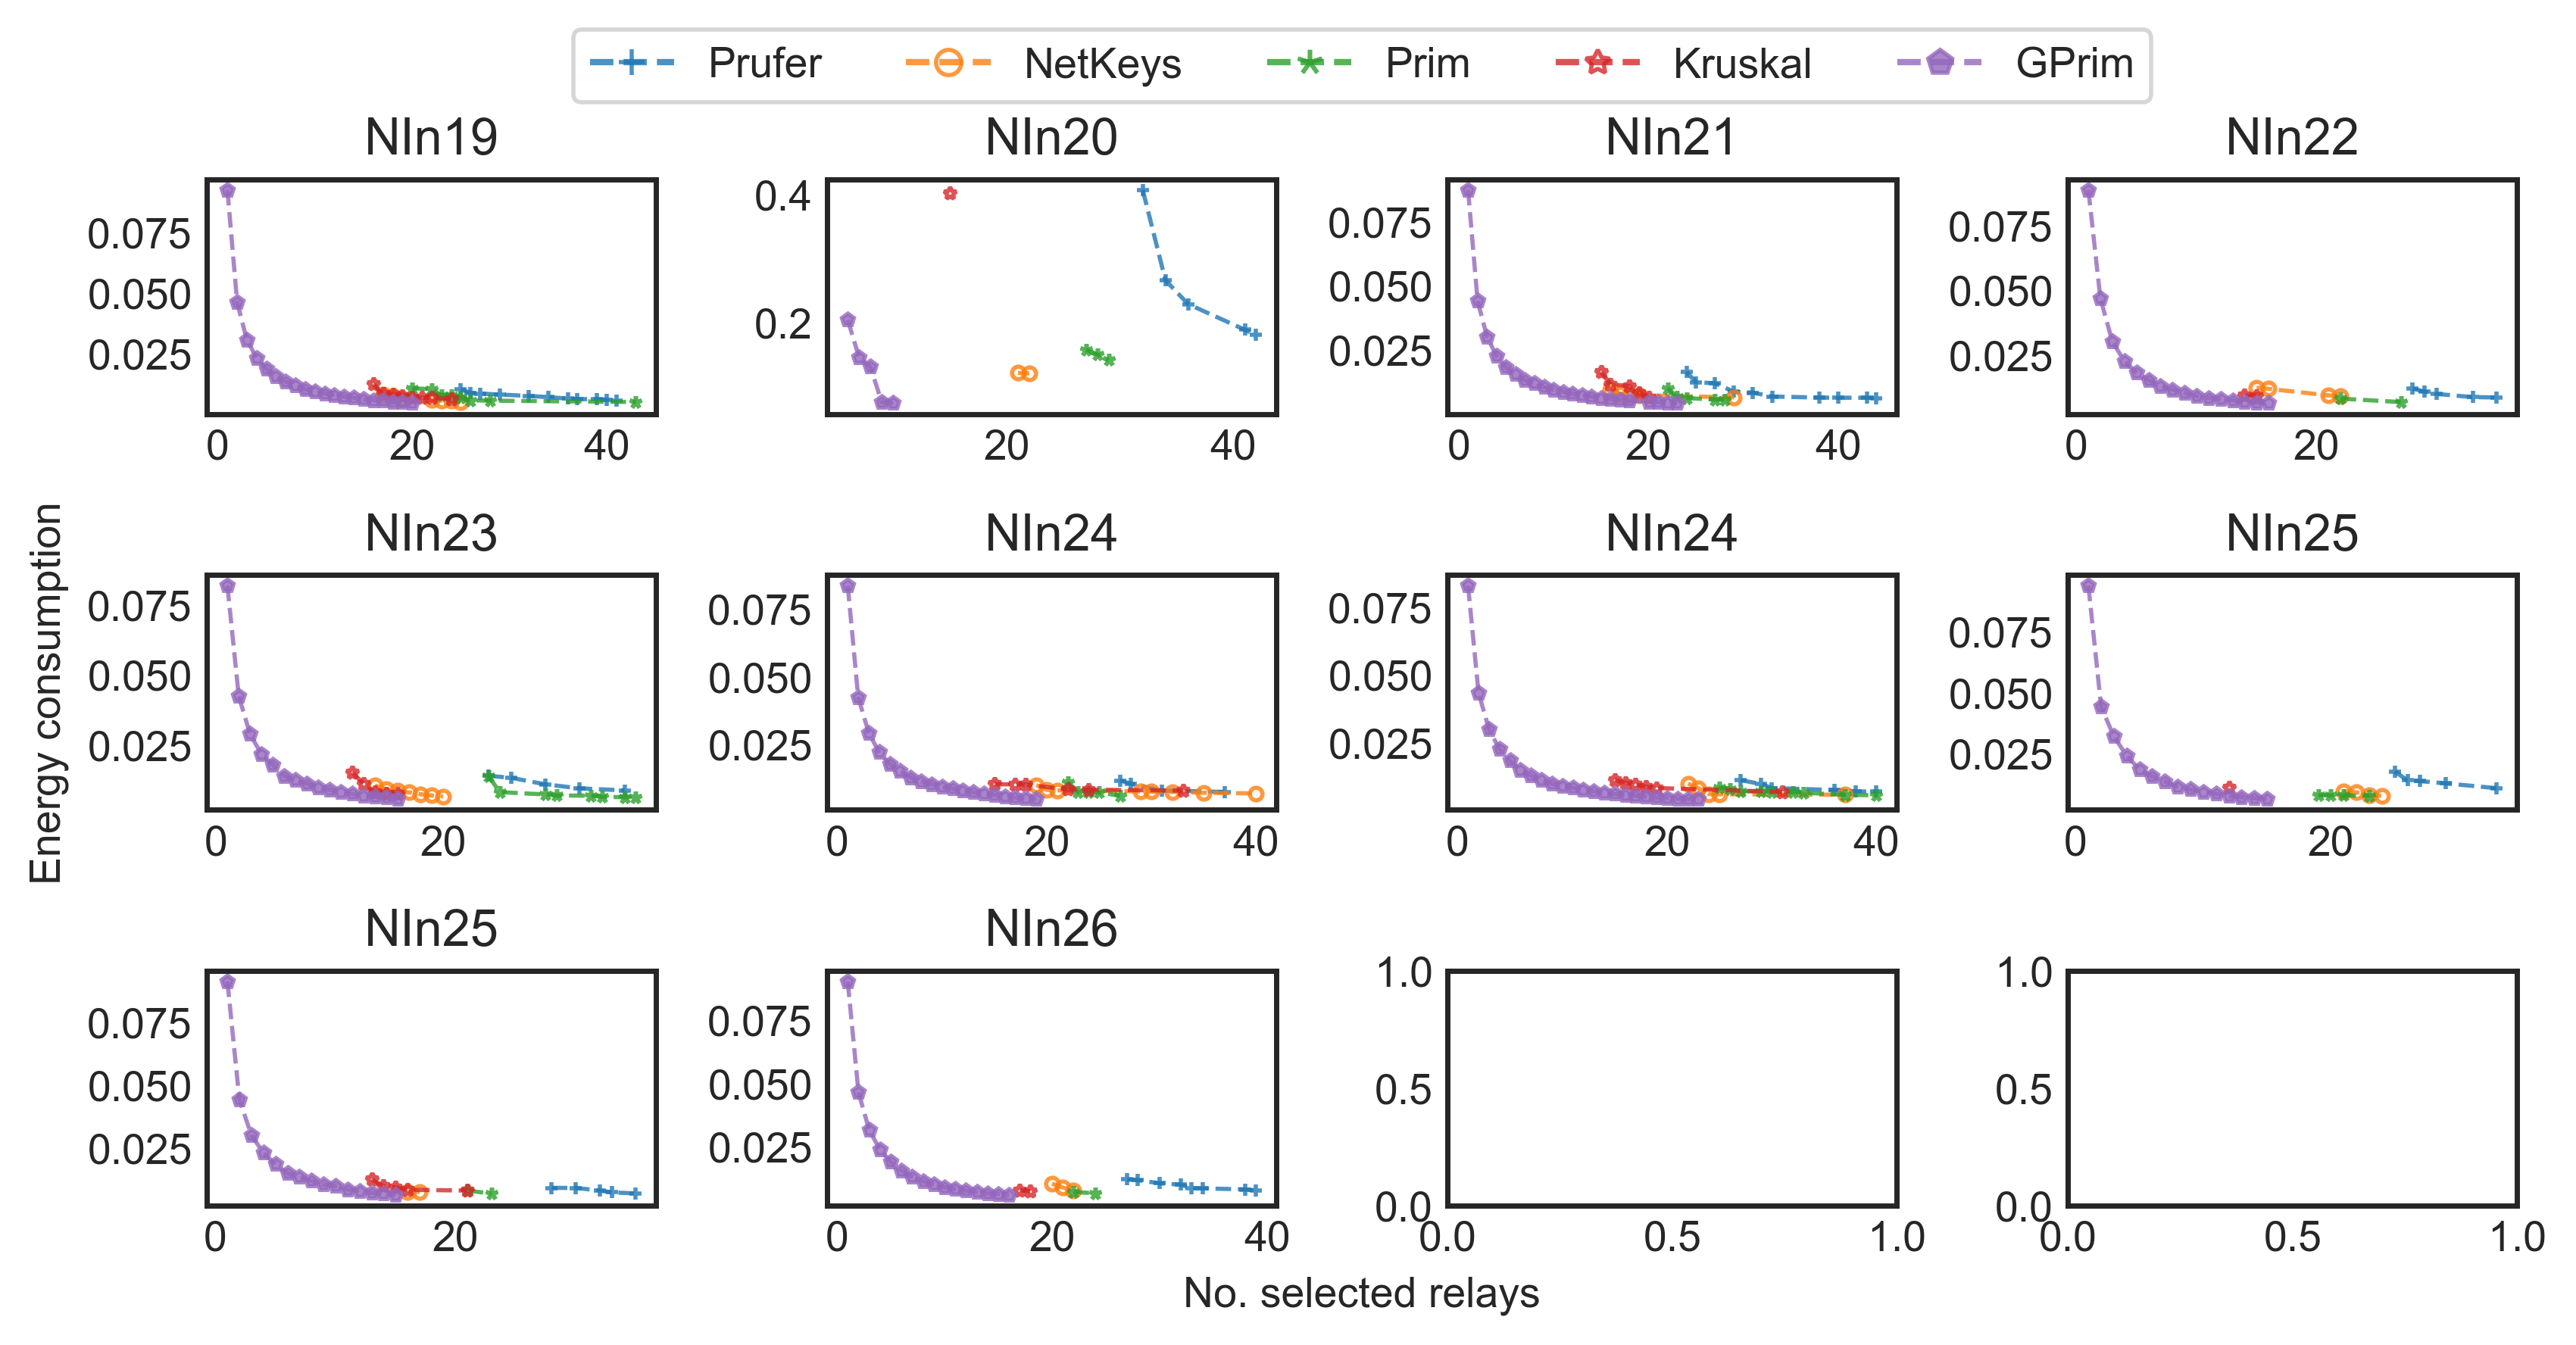 Prufer NetKeys Prim Kruskal GPrim
NIn19 NIn20 NIn21 NIn22
0.075 0.050 0.025
0 20 40
0.4 0.2
20 40
0.075 0.050 0.025
0 20 40
0.075 0.050 0.025
0 20
Energy consumption
NIn23 NIn24 NIn24 NIn25
0.075 0.050 0.025
0 20
0.075 0.050 0.025
0 20 40
0.075 0.050 0.025
0 20 40
0.075 0.050 0.025
0 20
NIn25 NIn26
0.075 0.050 0.025
0 20
0.075 0.050 0.025
0 20 40
1.0 0.5 0.0
0.0 0.5 1.0
1.0 0.5 0.0
0.0 0.5 1.0
No. selected relays